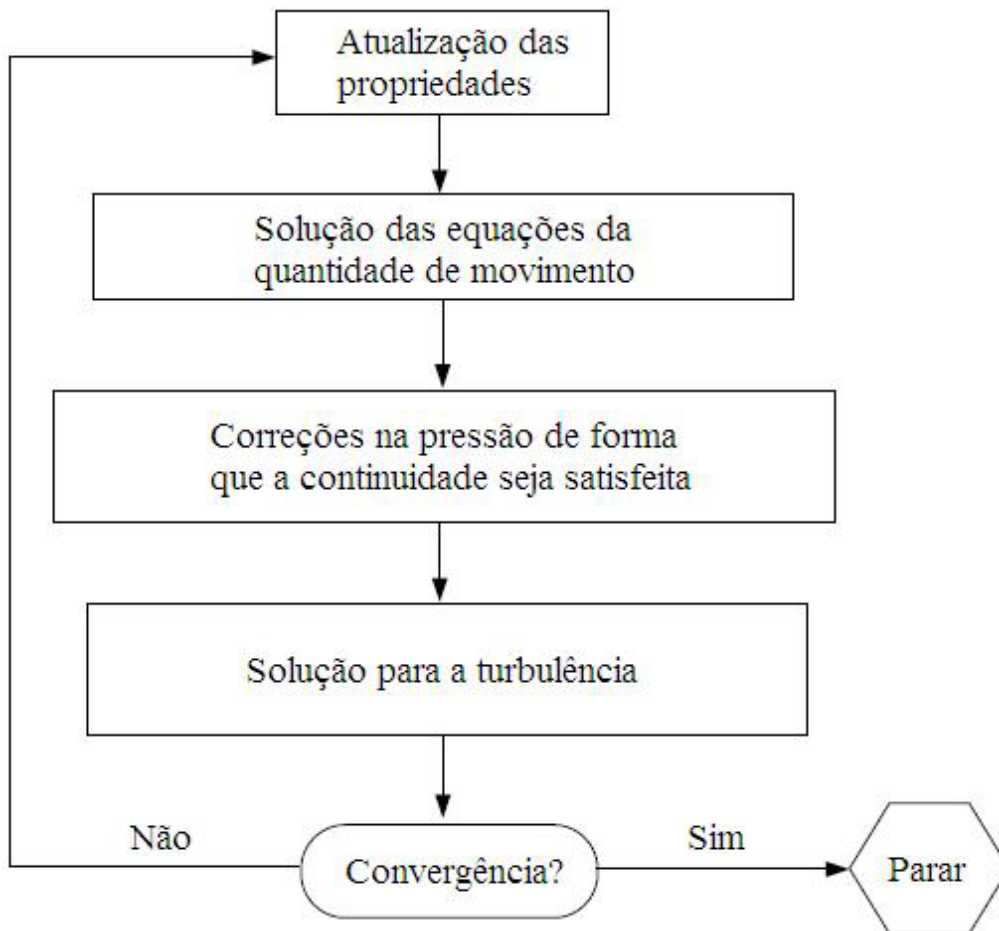 Atualização das
propriedades
Solução das equações da
quantidade de movimento
Correções na pressão de forma
que a continuidade seja satisfeita
Solução para a turbulência
Não
Convergência?
Sim
Parar